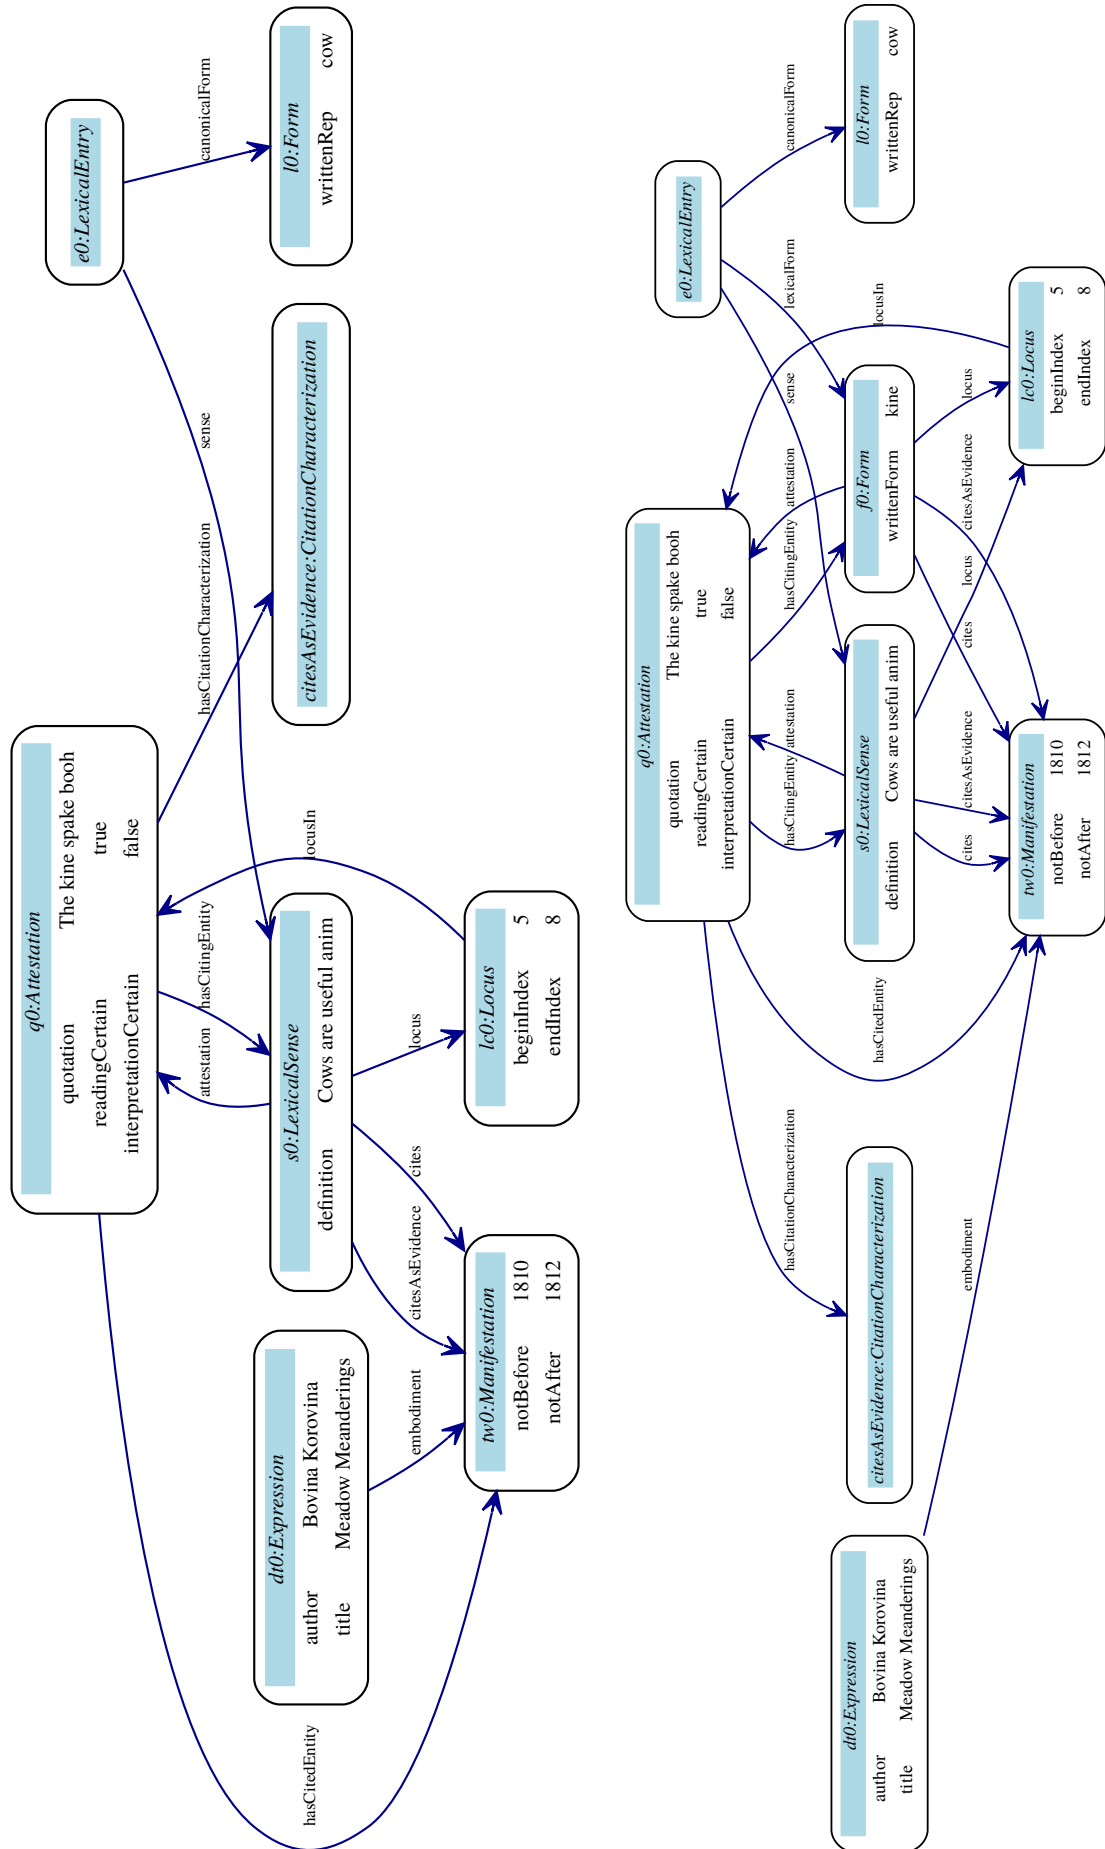 q0:Attestation
quotation The kine spake booh
readingCertain true
interpretationCertain false
e0:LexicalEntry
hasCitedEntity
attestation
hasCitingEntity
hasCitationCharacterization
sense
canonicalForm
locusIn
dt0:Expression
author Bovina Korovina
title Meadow Meanderings
s0:LexicalSense
definition Cows are useful anim
citesAsEvidence:CitationCharacterization
l0:Form
writtenRep cow
embodiment
citesAsEvidence
cites
locus
tw0:Manifestation
notBefore 1810
notAfter 1812
lc0:Locus
beginIndex 5
endIndex 8
q0:Attestation
quotation The kine spake booh
readingCertain true
interpretationCertain false
e0:LexicalEntry
hasCitationCharacterization
hasCitingEntity
attestation
hasCitingEntity
attestation
sense
lexicalForm
canonicalForm
hasCitedEntity
locusIn
dt0:Expression
author Bovina Korovina
title Meadow Meanderings
citesAsEvidence:CitationCharacterization
s0:LexicalSense
definition Cows are useful anim
f0:Form
writtenForm kine
l0:Form
writtenRep cow
embodiment
cites
citesAsEvidence
cites
locus
citesAsEvidence
locus
tw0:Manifestation
notBefore 1810
notAfter 1812
lc0:Locus
beginIndex 5
endIndex 8